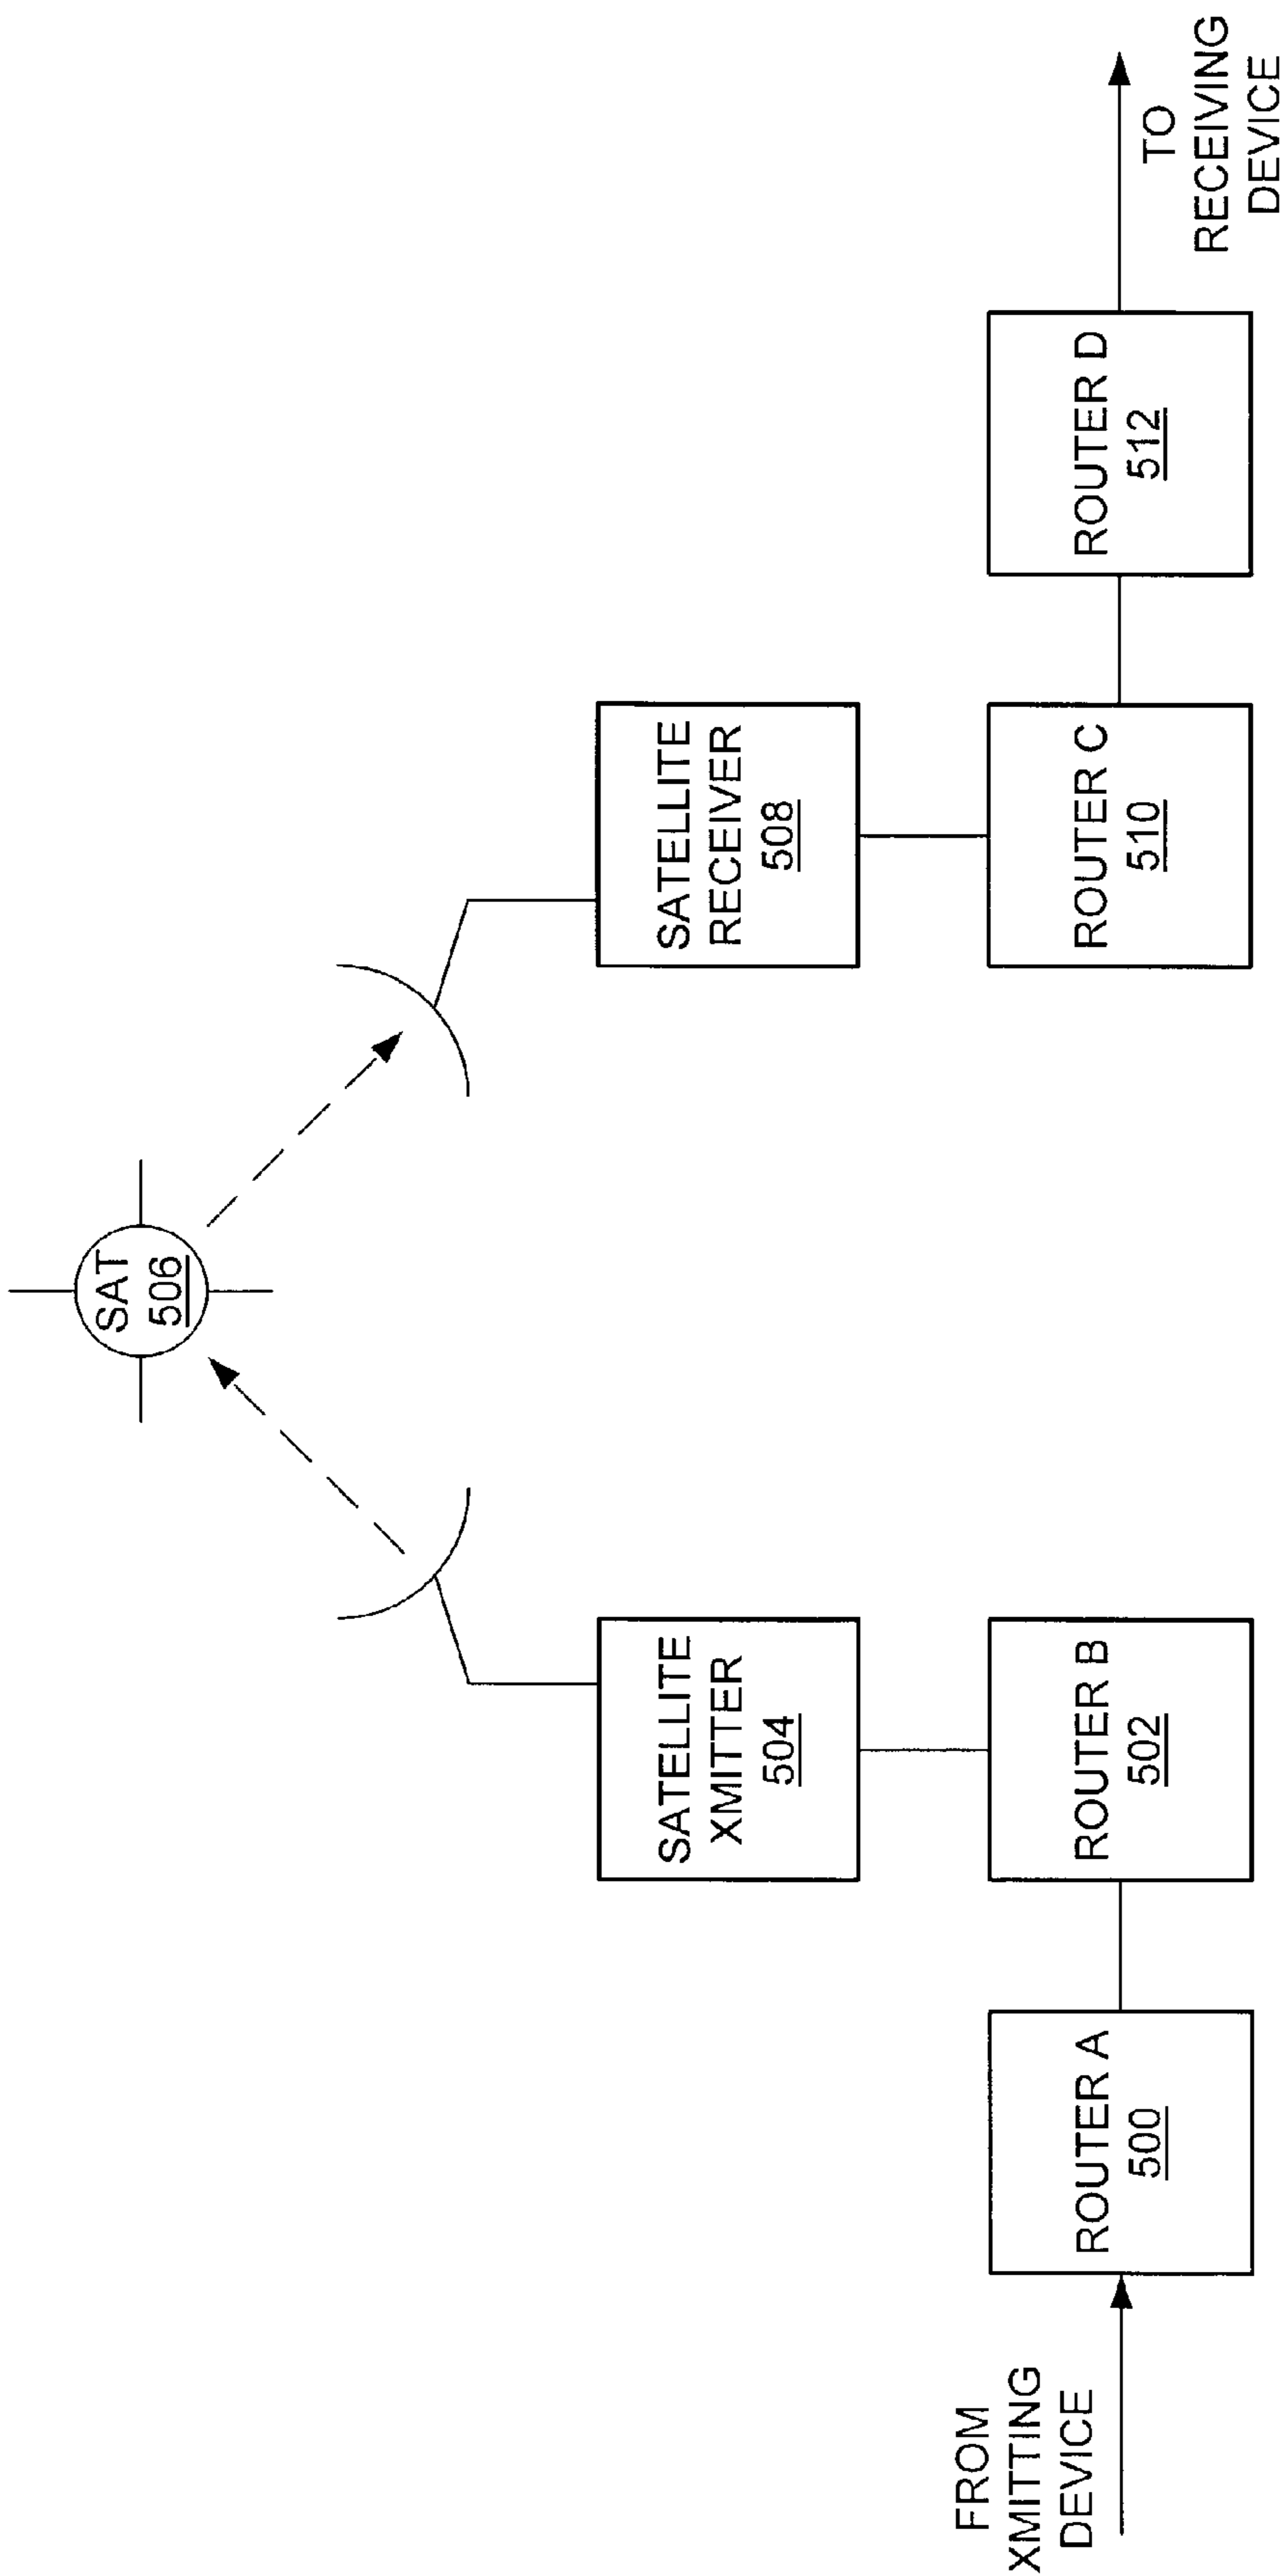 SAT
506
SATELLITE
XMITTER
504
SATELLITE
RECEIVER
508
FROM
XMITTING
DEVICE
ROUTER A
500
ROUTER B
502
ROUTER C
510
ROUTER D
512
TO
RECEIVING
DEVICE